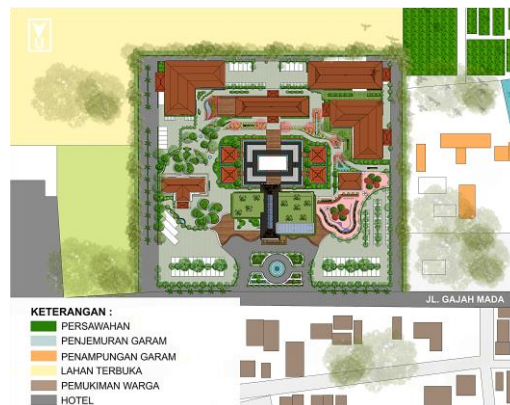 JL. GAJAH MADA
KETERANGAN :
PERSAWAHAN
PENJEMURAN GARAM
PENAMPUNGAN GARAM
LAHAN TERBUKA
PEMUKIMAN WARGA
HOTEL